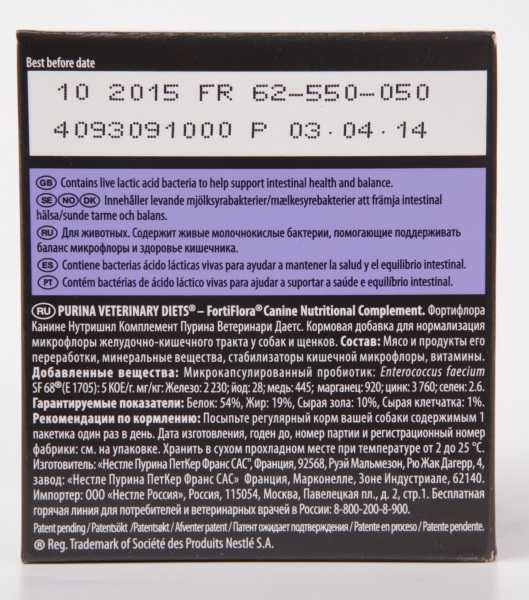 Best before date
10 2015 FR 62-550-050
4093091000 P 03·04·14
GB Contains live lactic acid bacteria to help support intestinal health and balance.
SE NO DK Innehåller levande mjölksyrabakterier/mælkesyrebakterier att främja intestinal
hälsa/sunde tarme och balans.
RU Для животных. Содержит живые молочнокислые бактерии, помогающие поддерживать
баланс микрофлоры и здоровье кишечника.
ES Contiene bacterias ácido lácticas vivas para ayudar a mantener la salud y el equilibrio intestinal.
PT Contém bactérias de ácido láctico vivas para ajudar a suportar a saúde e equilíbrio intestinal.
RU PURINA VETERINARY DIETS® – FortiFlora® Canine Nutritional Complement. Фортифлора
Канине Нутришнл Комплемент Пурина Ветеринари Даетс. Кормовая добавка для нормализация
микрофлоры желудочно-кишечного тракта у собак и щенков. Состав: Мясо и продукты его
переработки, минеральные вещества, стабилизаторы кишечной микрофлоры, витамины.
Добавленные вещества: Микрокапсулированный пробиотик: Enterococcus faecium
SF 68® (E 1705): 5 КОЕ/г. мг/кг: Железо: 2 230; йод: 28; медь: 445; марганец: 920; цинк: 3 760; селен: 2.6.
Гарантируемые показатели: Белок: 54%, Жир: 19%, Сырая зола: 10%, Сырая клетчатка: 1%.
Рекомендации по кормлению: Посыпьте регулярный корм вашей собаки содержимым 1
пакетика один раз в день. Дата изготовления, годен до, номер партии и регистрационный номер
фабрики: см. на упаковке. Хранить в сухом прохладном месте при температуре от 2 до 25 °С.
Изготовитель: «Нестле Пурина ПетКер Франс САС", Франция, 92568, Руэй Мальмезон, Рю Жак Дагерр, 4,
завод: «Нестле Пурина ПетКер Франс САС» Франция, Марконелле, Зоне Индустриале, 62140.
Импортер: ООО «Нестле Россия», Россия, 115054, Москва, Павелецкая пл., д. 2, стр.1. Бесплатная
горячая линия для потребителей и ветеринарных врачей в России: 8-800-200-8-900.
Patent pending / Patentsökt / Patentsøkt / Afventer patent / Патент ожидает подтверждения / Patente en proceso / Patente pendente.
® Reg. Trademark of Société des Produits Nestlé S.A.